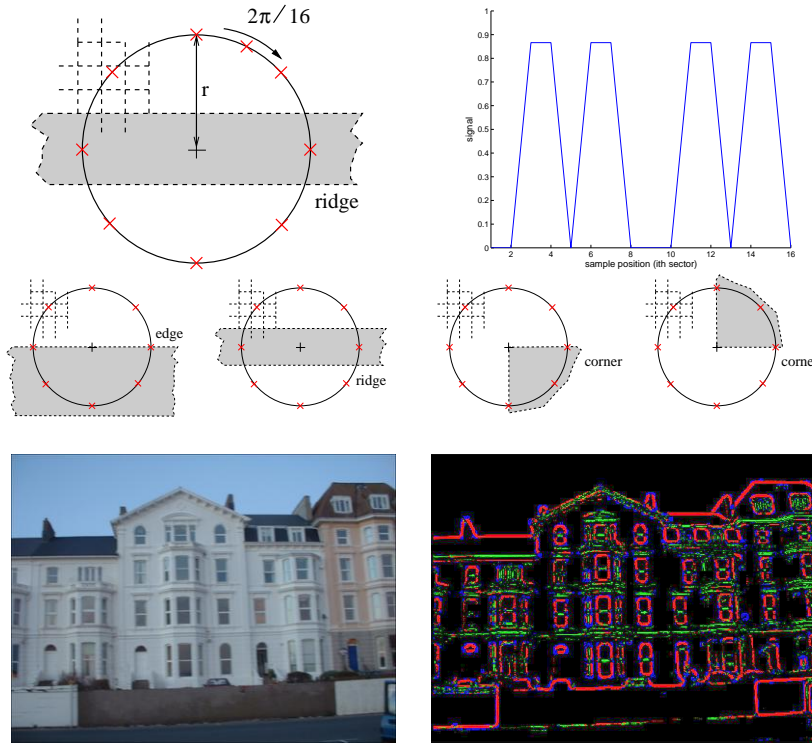 2π/16
r
ridge
signal
1
0.9
0.8
0.7
0.6
0.5
0.4
0.3
0.2
0.1
0
2 4 6 8 10 12 14 16
sample position (ith sector)
edge
ridge
corner
corne